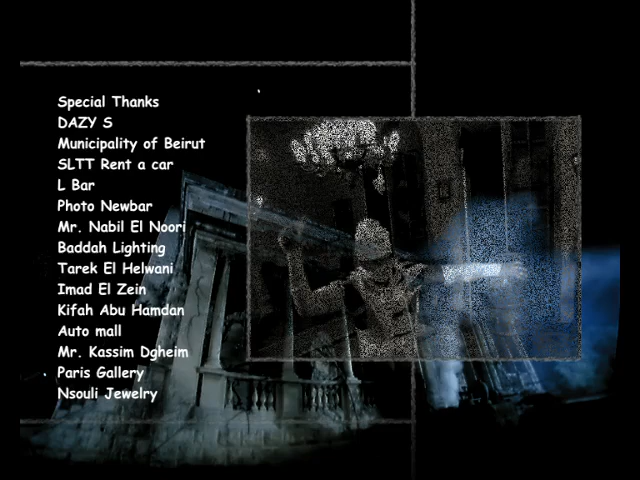 Special Thanks
DAZY S
Municipality of Beirut
SLTT Rent a car
L Bar
Photo Newbar
Mr. Nabil El Noori
Baddah Lighting
Tarek El Helwani
Imad El Zein
Kifah Abu Hamdan
Auto mall
Mr. Kassim Dgheim
Paris Gallery
Nsouli Jewelry